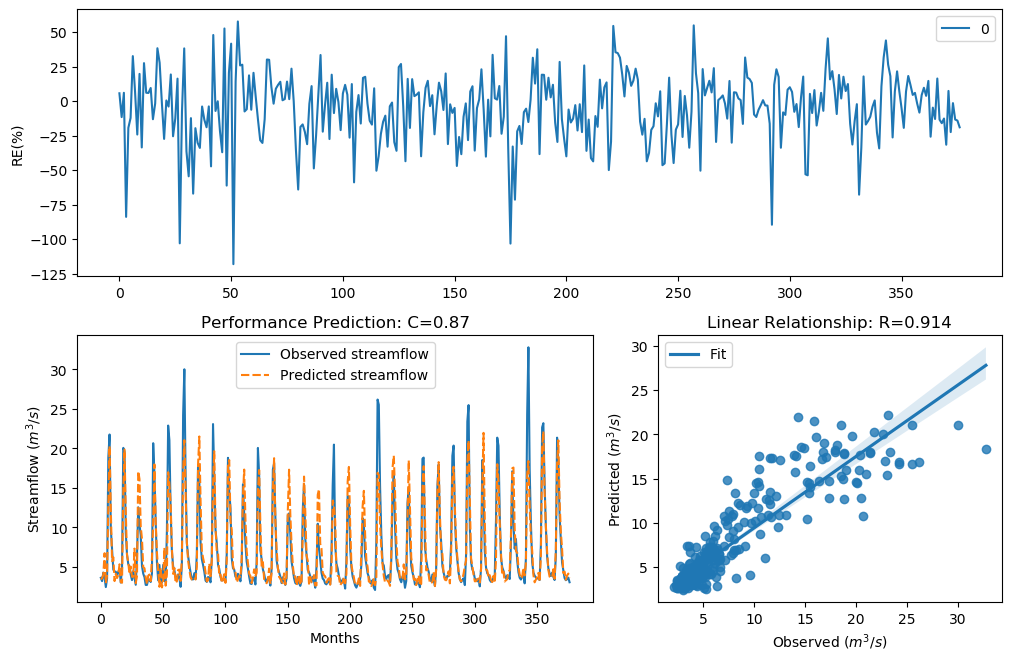 0
RE(%)
50
25
0
−25
−50
−75
−100
−125
0 50 100 150 200 250 300 350
Performance Prediction: C=0.87
Observed streamflow
Predicted streamflow
Streamflow (m³/s)
30
25
20
15
10
5
0 50 100 150 200 250 300 350
Months
Linear Relationship: R=0.914
Fit
Predicted (m³/s)
30
25
20
15
10
5
5 10 15 20 25 30
Observed (m³/s)